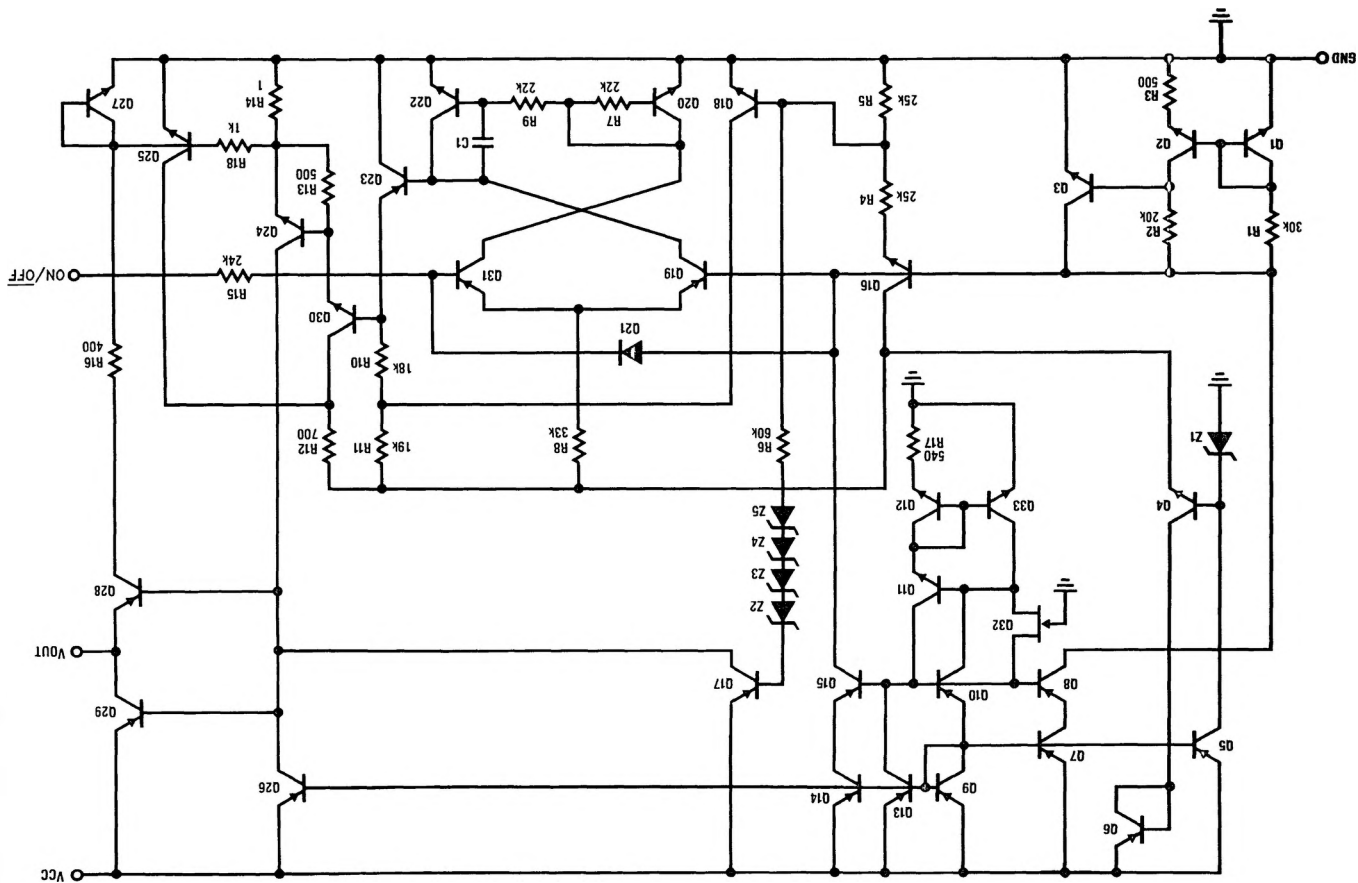 VCC
Q6
Q13
Q9
Q14
Q26
Q7
Q5
Q29
Q8
Q10
Q15
Q17
VOUT
Q32
Z2
Q28
Q11
Z3
Z4
Z5
Q4
Q33
Q12
Z1
540
R17
60k
R6
33k
R8
19k
R11
700
R12
18k
R10
Q21
400
R16
Q30
24k
R15
ON/OFF
Q16
Q19
Q31
30k
R1
20k
R2
Q24
25k
R4
Q3
Q23
500
R13
Q1
Q2
C1
Q25
1k
R18
500
R3
25k
R5
Q18
Q20
22k
R7
22k
R9
Q22
1
R14
Q27
GND